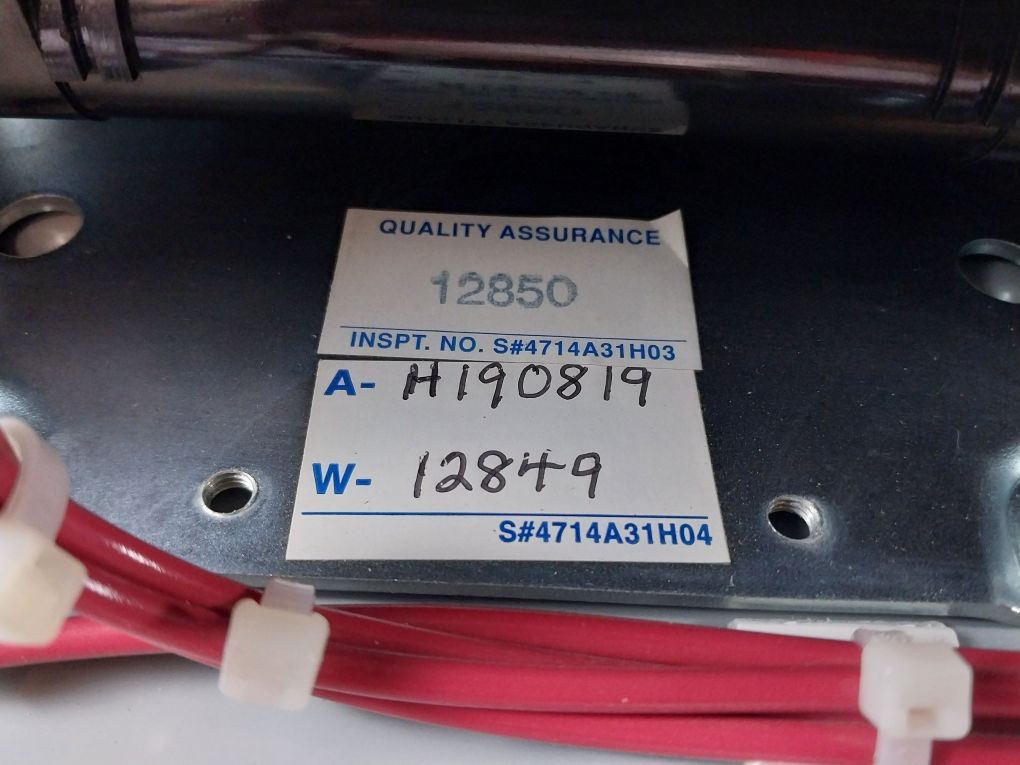 QUALITY ASSURANCE
12850
INSPT. NO. S#4714A31H03
A- H190819
W- 12849
S#4714A31H04